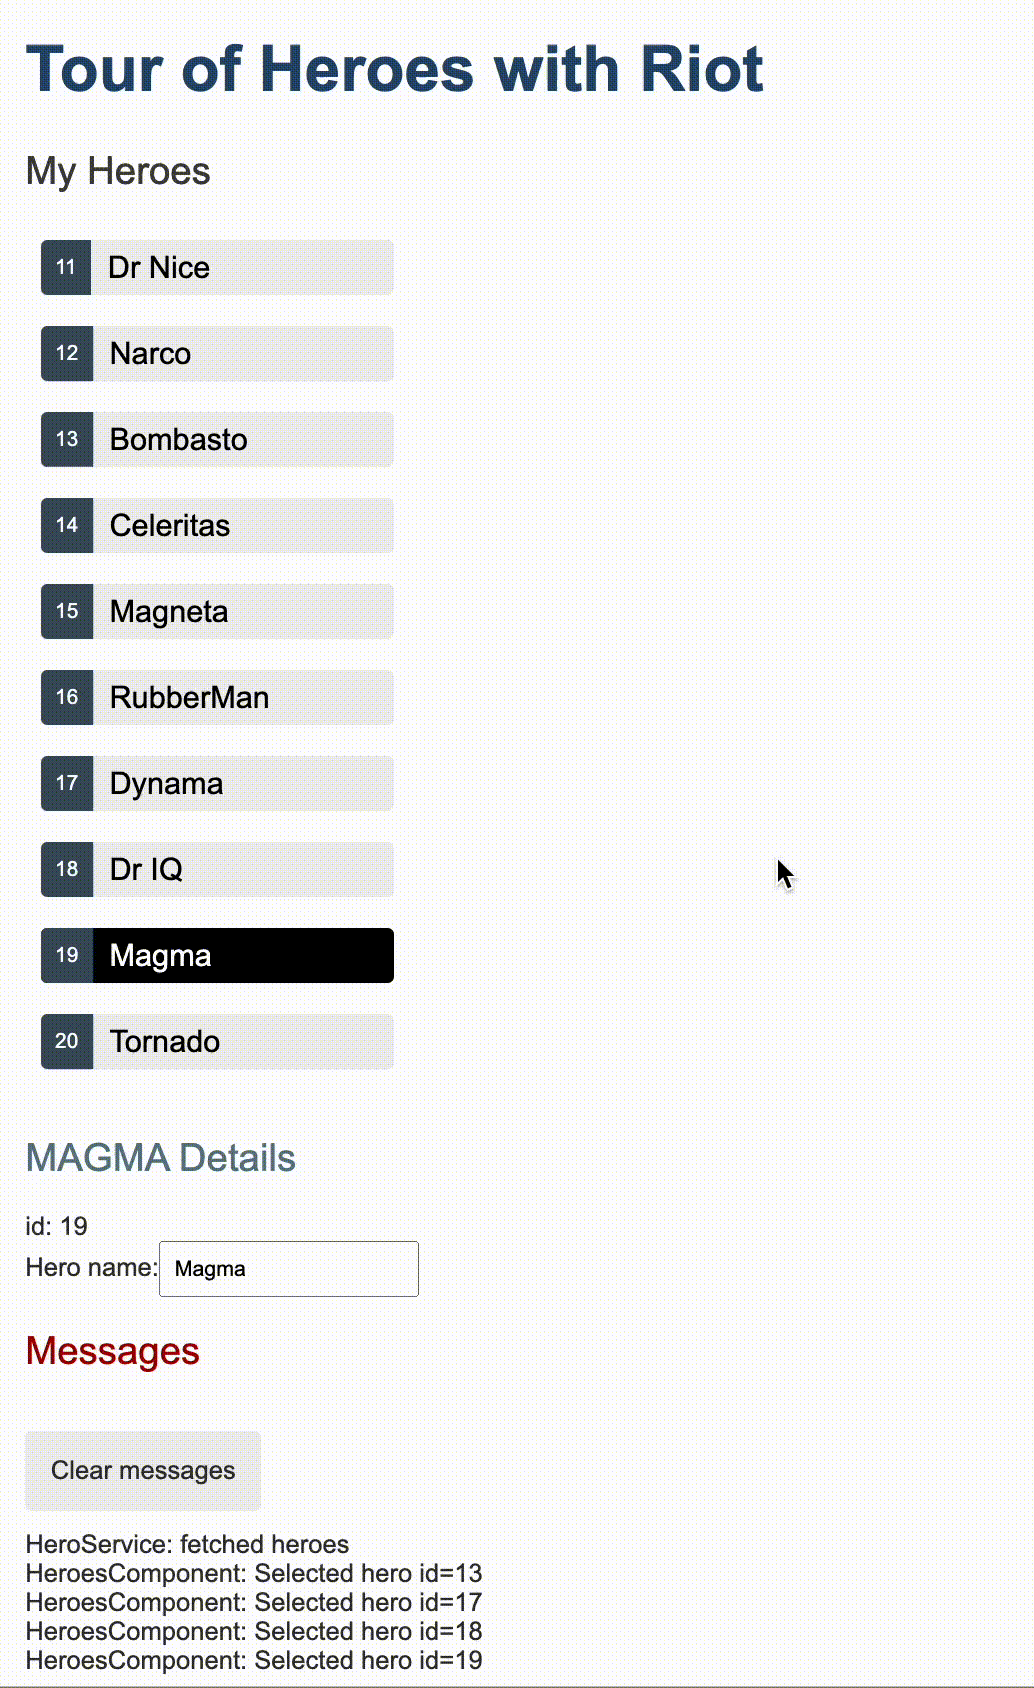 Tour of Heroes with Riot
My Heroes
11 Dr Nice
12 Narco
13 Bombasto
14 Celeritas
15 Magneta
16 RubberMan
17 Dynama
18 Dr IQ
19 Magma
20 Tornado
MAGMA Details
id: 19
Hero name: Magma
Messages
Clear messages
HeroService: fetched heroes
HeroesComponent: Selected hero id=13
HeroesComponent: Selected hero id=17
HeroesComponent: Selected hero id=18
HeroesComponent: Selected hero id=19